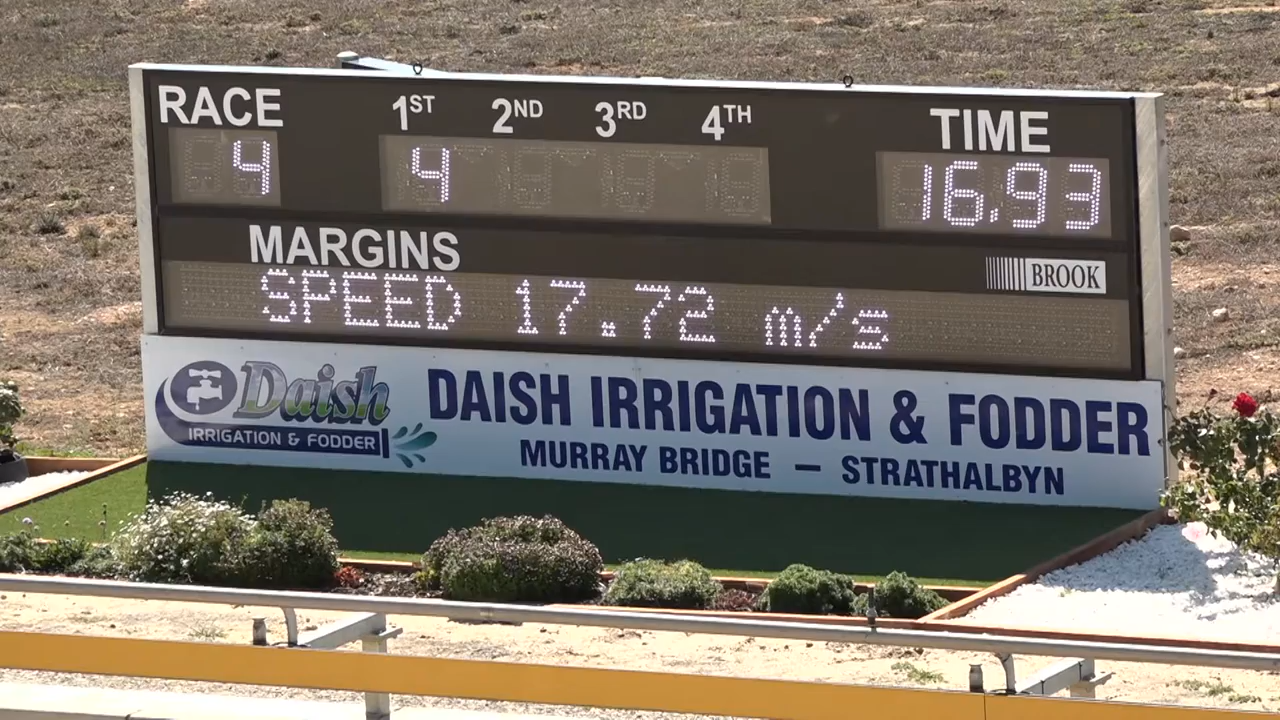 RACE 1ST 2ND 3RD 4TH TIME
4 4 16.93
MARGINS
BROOK
SPEED 17.72 m/s
Daish
IRRIGATION & FODDER
DAISH IRRIGATION & FODDER
MURRAY BRIDGE – STRATHALBYN